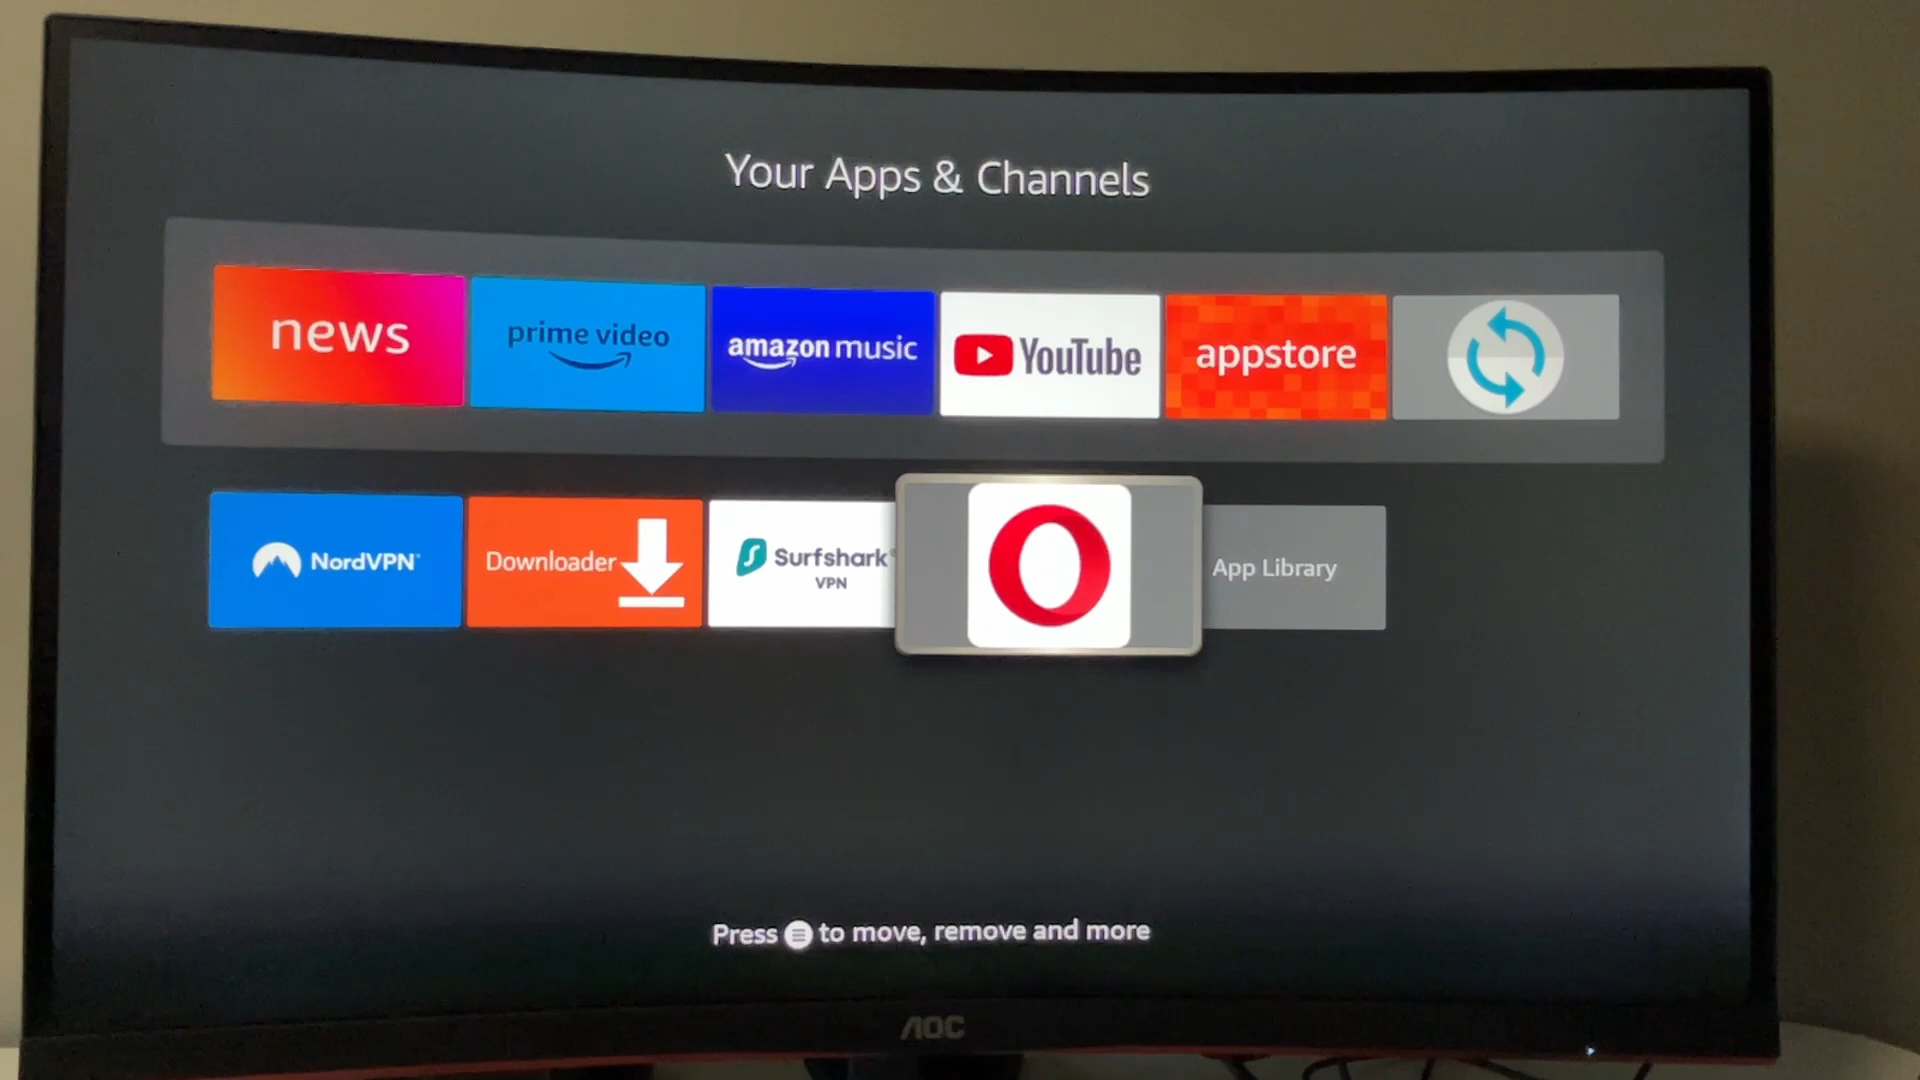 Your Apps & Channels
news
prime video
amazon music
YouTube
appstore
NordVPN®
Downloader
Surfshark®
VPN
App Library
Press to move, remove and more
AOC